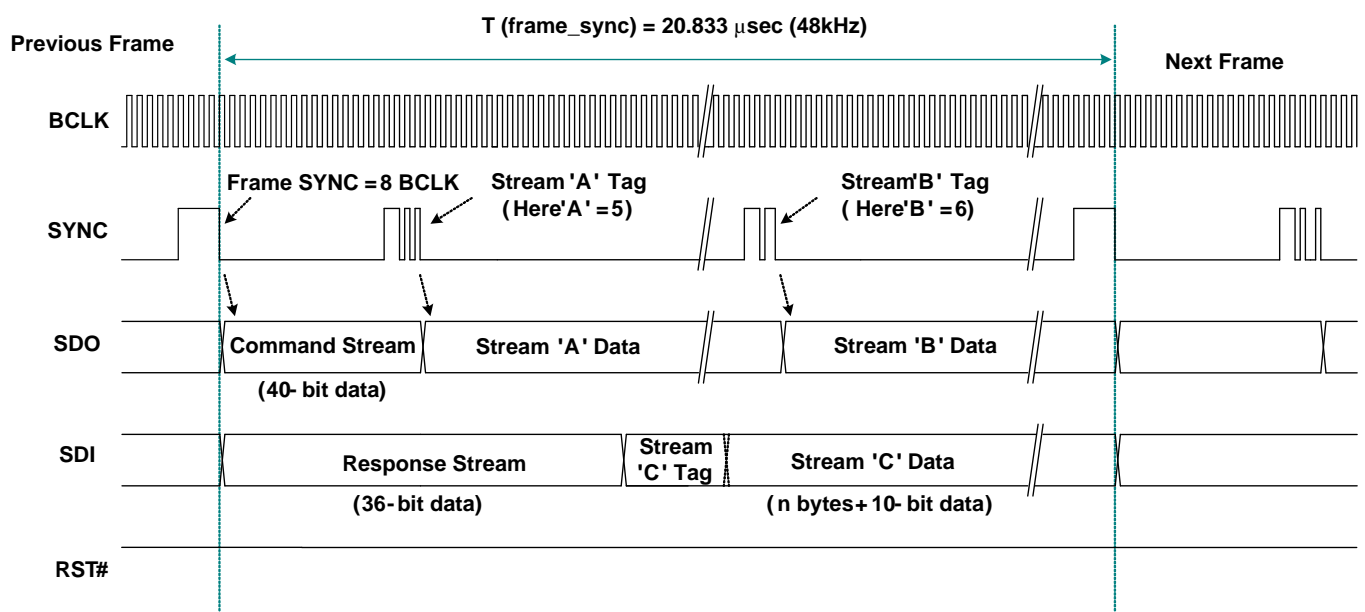 T (frame_sync) = 20.833 μsec (48kHz)
Previous Frame
Next Frame
BCLK
Frame SYNC = 8 BCLK
Stream 'A' Tag
(Here 'A' = 5)
Stream'B' Tag
( Here'B' = 6)
SYNC
SDO
Command Stream
Stream 'A' Data
Stream 'B' Data
(40- bit data)
SDI
Response Stream
Stream
'C' Tag
Stream 'C' Data
(36-bit data)
( n bytes+ 10- bit data)
RST#